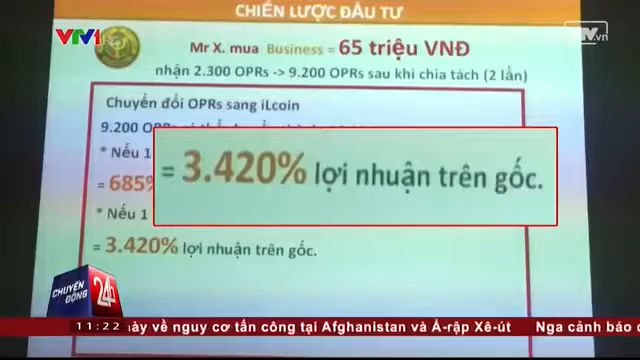 CHIẾN LƯỢC ĐẦU TƯ
VTV1
TV.vn
Mr X. mua Business = 65 triệu VNĐ
nhận 2.300 OPRs -> 9.200 OPRs sau khi chia tách (2 lần)
Chuyển đổi OPRs sang iLcoin
9.200
* Nếu 1
= 685%
= 3.420% lợi nhuận trên gốc.
* Nếu 1
= 3.420% lợi nhuận trên gốc.
CHUYỂN ĐỘNG 24h
11:22
này về nguy cơ tấn công tại Afghanistan và Ả-rập Xê-út Nga cảnh báo